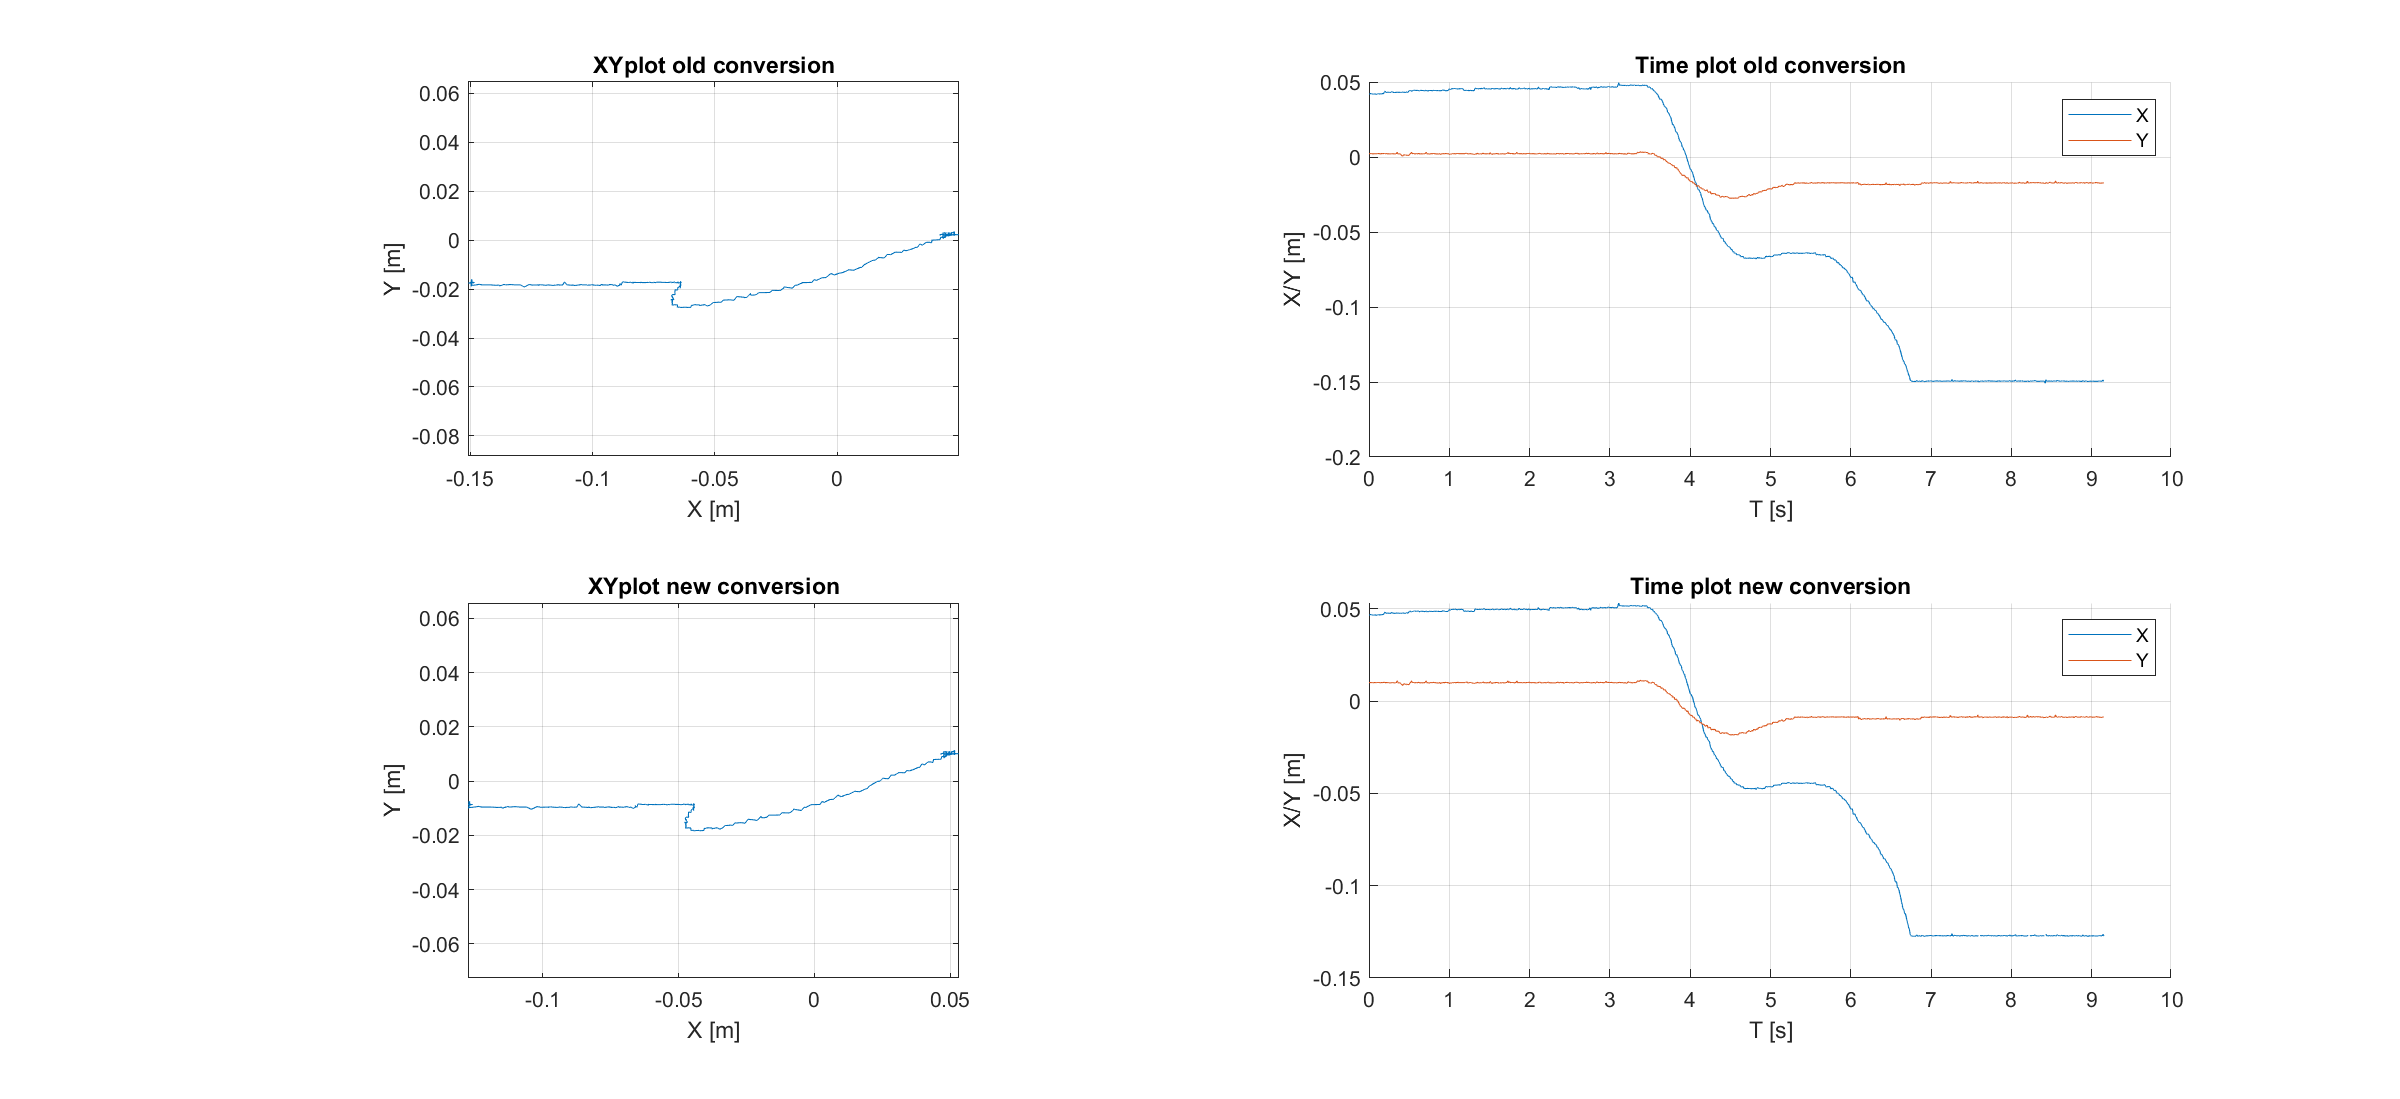 XYplot old conversion
0.06
0.04
0.02
0
-0.02
-0.04
-0.06
-0.08
Y [m]
-0.15 -0.1 -0.05 0
X [m]
Time plot old conversion
0.05
0
-0.05
-0.1
-0.15
-0.2
X/Y [m]
X
Y
0 1 2 3 4 5 6 7 8 9 10
T [s]
XYplot new conversion
0.06
0.04
0.02
0
-0.02
-0.04
-0.06
Y [m]
-0.1 -0.05 0 0.05
X [m]
Time plot new conversion
0.05
0
-0.05
-0.1
-0.15
X/Y [m]
X
Y
0 1 2 3 4 5 6 7 8 9 10
T [s]